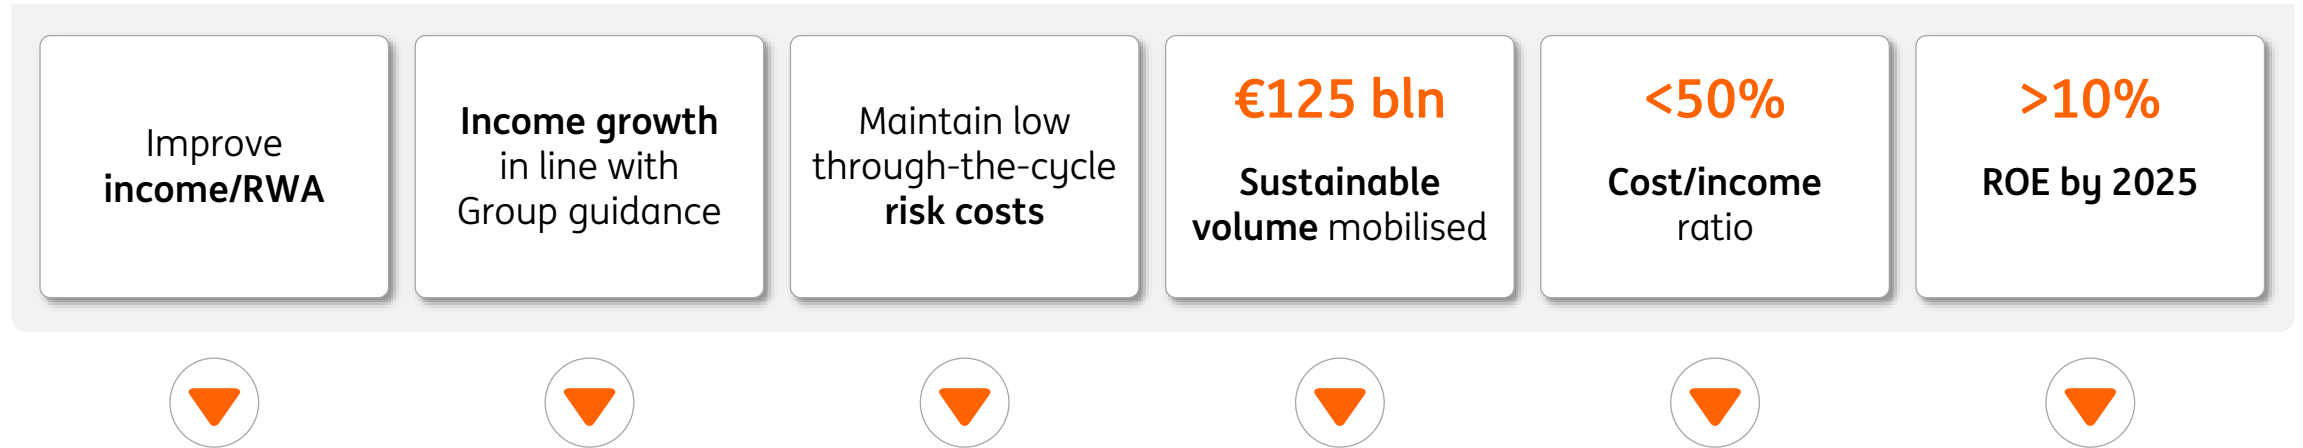 Improve
income/RWA
Income growth
in line with
Group guidance
Maintain low
through-the-cycle
risk costs
€125 bln
Sustainable
volume mobilised
<50%
Cost/income
ratio
>10%
ROE by 2025